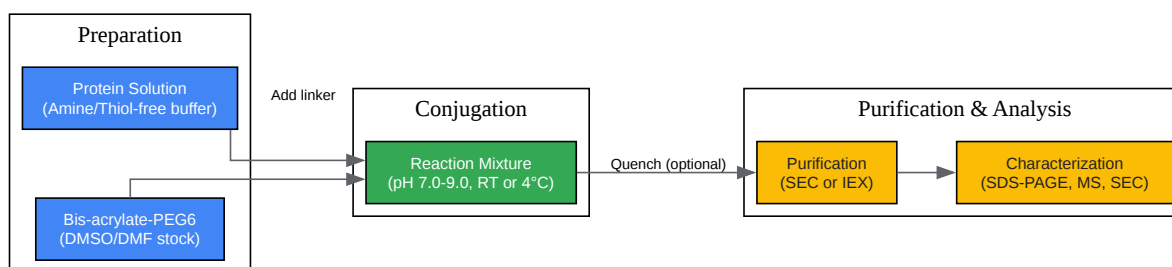 Preparation
Protein Solution
(Amine/Thiol-free buffer)
Bis-acrylate-PEG6
(DMSO/DMF stock)
Add linker
Conjugation
Reaction Mixture
(pH 7.0-9.0, RT or 4°C)
Quench (optional)
Purification & Analysis
Purification
(SEC or IEX)
Characterization
(SDS-PAGE, MS, SEC)